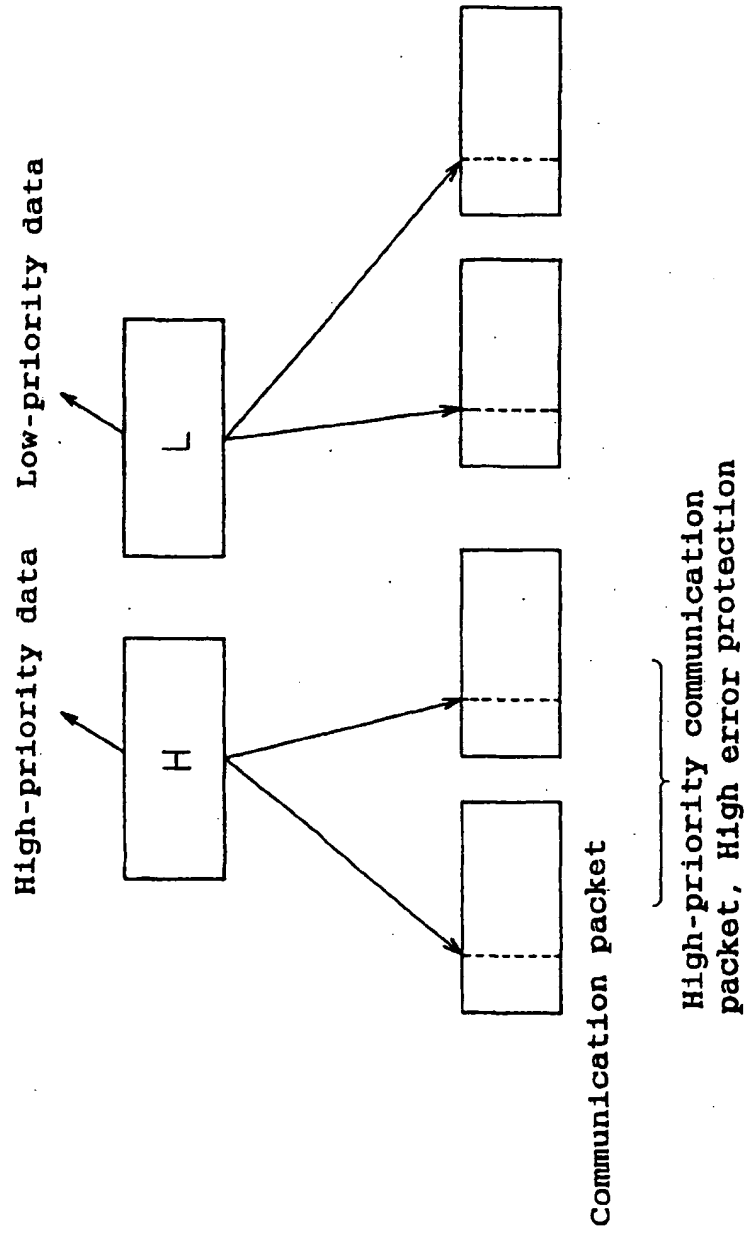 High-priority data
Low-priority data
H
L
Communication packet
High-priority communication
packet, High error protection